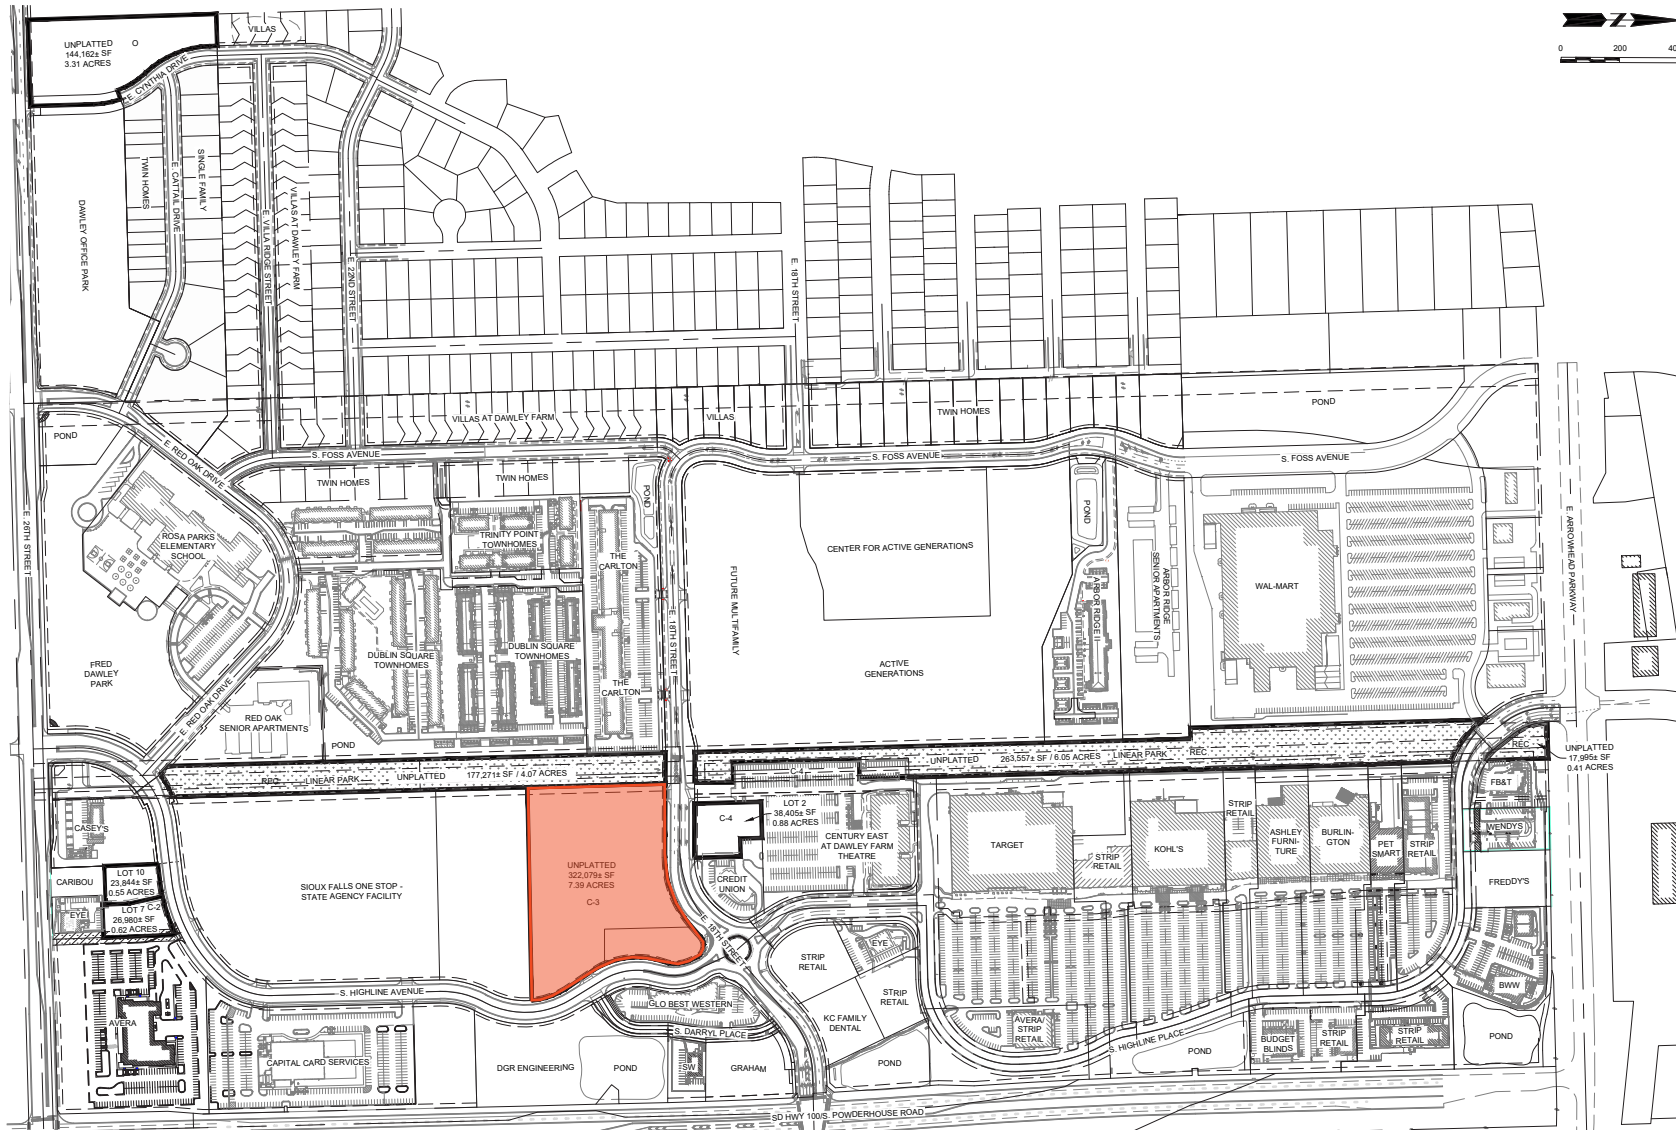 Z
0 200
VILLAS
UNPLATTED
144,162± SF
3.31 ACRES
O
E. CYNTHIA DRIVE
TWIN HOMES
E. CATTAIL DRIVE
SINGLE FAMILY
DAWLEY OFFICE PARK
E. VILLA RIDGE STREET
VILLAS AT DAWLEY FARM
E. 22ND STREET
E. 18TH STREET
VILLAS AT DAWLEY FARM
VILLAS
TWIN HOMES
POND
POND
E. RED OAK DRIVE
S. FOSS AVENUE
S. FOSS AVENUE
S. FOSS AVENUE
TWIN HOMES
TWIN HOMES
POND
POND
E. 26TH STREET
E. ARROWHEAD PARKWAY
ROSA PARKS
ELEMENTARY
SCHOOL
TRINITY POINT
TOWNHOMES
THE
CARLTON
FUTURE MULTIFAMILY
CENTER FOR ACTIVE GENERATIONS
ARBOR RIDGE II
ARBOR RIDGE
SENIOR APARTMENTS
WAL-MART
E. 18TH STREET
FRED
DAWLEY
PARK
DUBLIN SQUARE
TOWNHOMES
DUBLIN SQUARE
TOWNHOMES
ACTIVE
GENERATIONS
THE
CARLTON
E. RED OAK DRIVE
RED OAK
SENIOR APARTMENTS
POND
REC LINEAR PARK UNPLATTED 177,271± SF / 4.07 ACRES
UNPLATTED 263,557± SF / 6.05 ACRES LINEAR PARK REC
REC
UNPLATTED
17,995± SF
0.41 ACRES
C-4
LOT 2
38,405± SF
0.88 ACRES
C-4
CASEY'S
CARIBOU
LOT 10
23,844± SF
0.55 ACRES
EYE
LOT 7 C-2
26,980± SF
0.62 ACRES
SIOUX FALLS ONE STOP -
STATE AGENCY FACILITY
UNPLATTED
322,079± SF
7.39 ACRES
C-3
CREDIT
UNION
CENTURY EAST
AT DAWLEY FARM
THEATRE
TARGET
STRIP
RETAIL
KOHL'S
STRIP
RETAIL
ASHLEY
FURNI-
TURE
BURLIN-
GTON
PET
SMART
STRIP
RETAIL
FB&T
WENDYS
FREDDY'S
E. 18TH STREET
EYE
STRIP
RETAIL
STRIP
RETAIL
BWW
S. HIGHLINE AVENUE
GLO BEST WESTERN
S. DARRYL PLACE
KC FAMILY
DENTAL
AVERA
CAPITAL CARD SERVICES
DGR ENGINEERING
POND
SW
GRAHAM
POND
AVERA/
STRIP
RETAIL
S. HIGHLINE PLACE
POND
BUDGET
BLINDS
STRIP
RETAIL
STRIP
RETAIL
POND
SD HWY 100/S. POWDERHOUSE ROAD